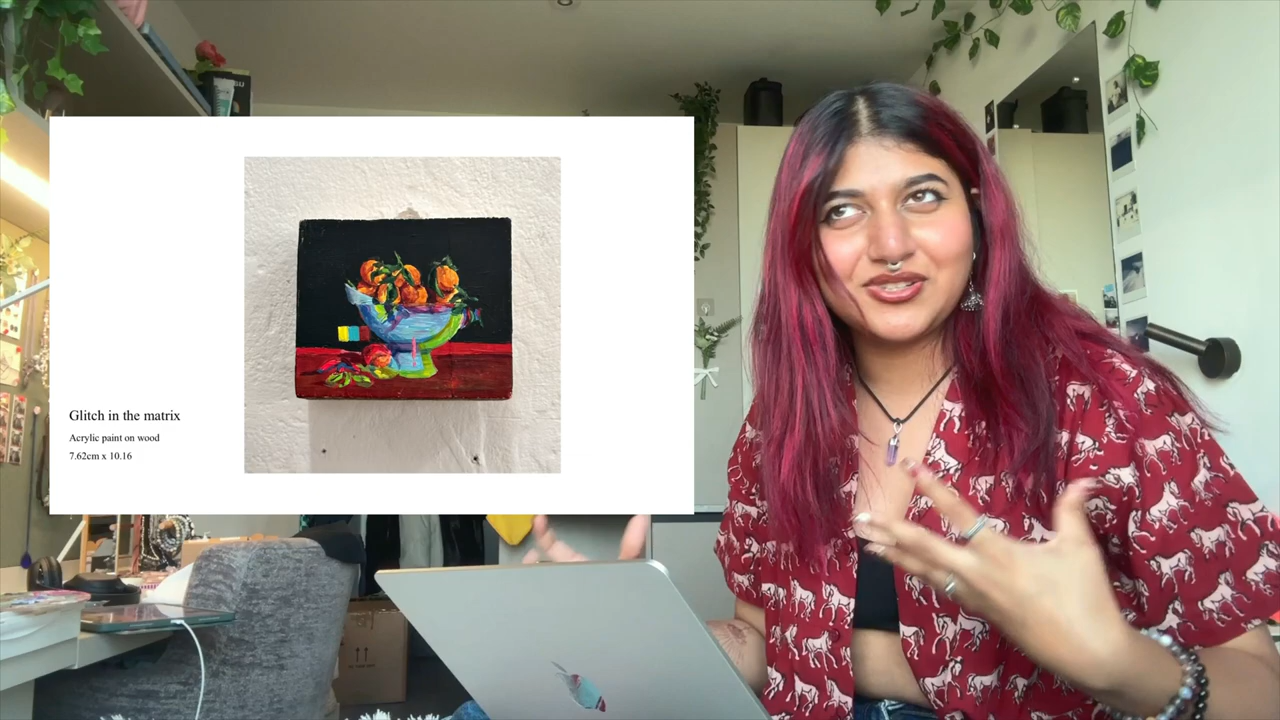 Glitch in the matrix
Acrylic paint on wood
7.62cm x 10.16